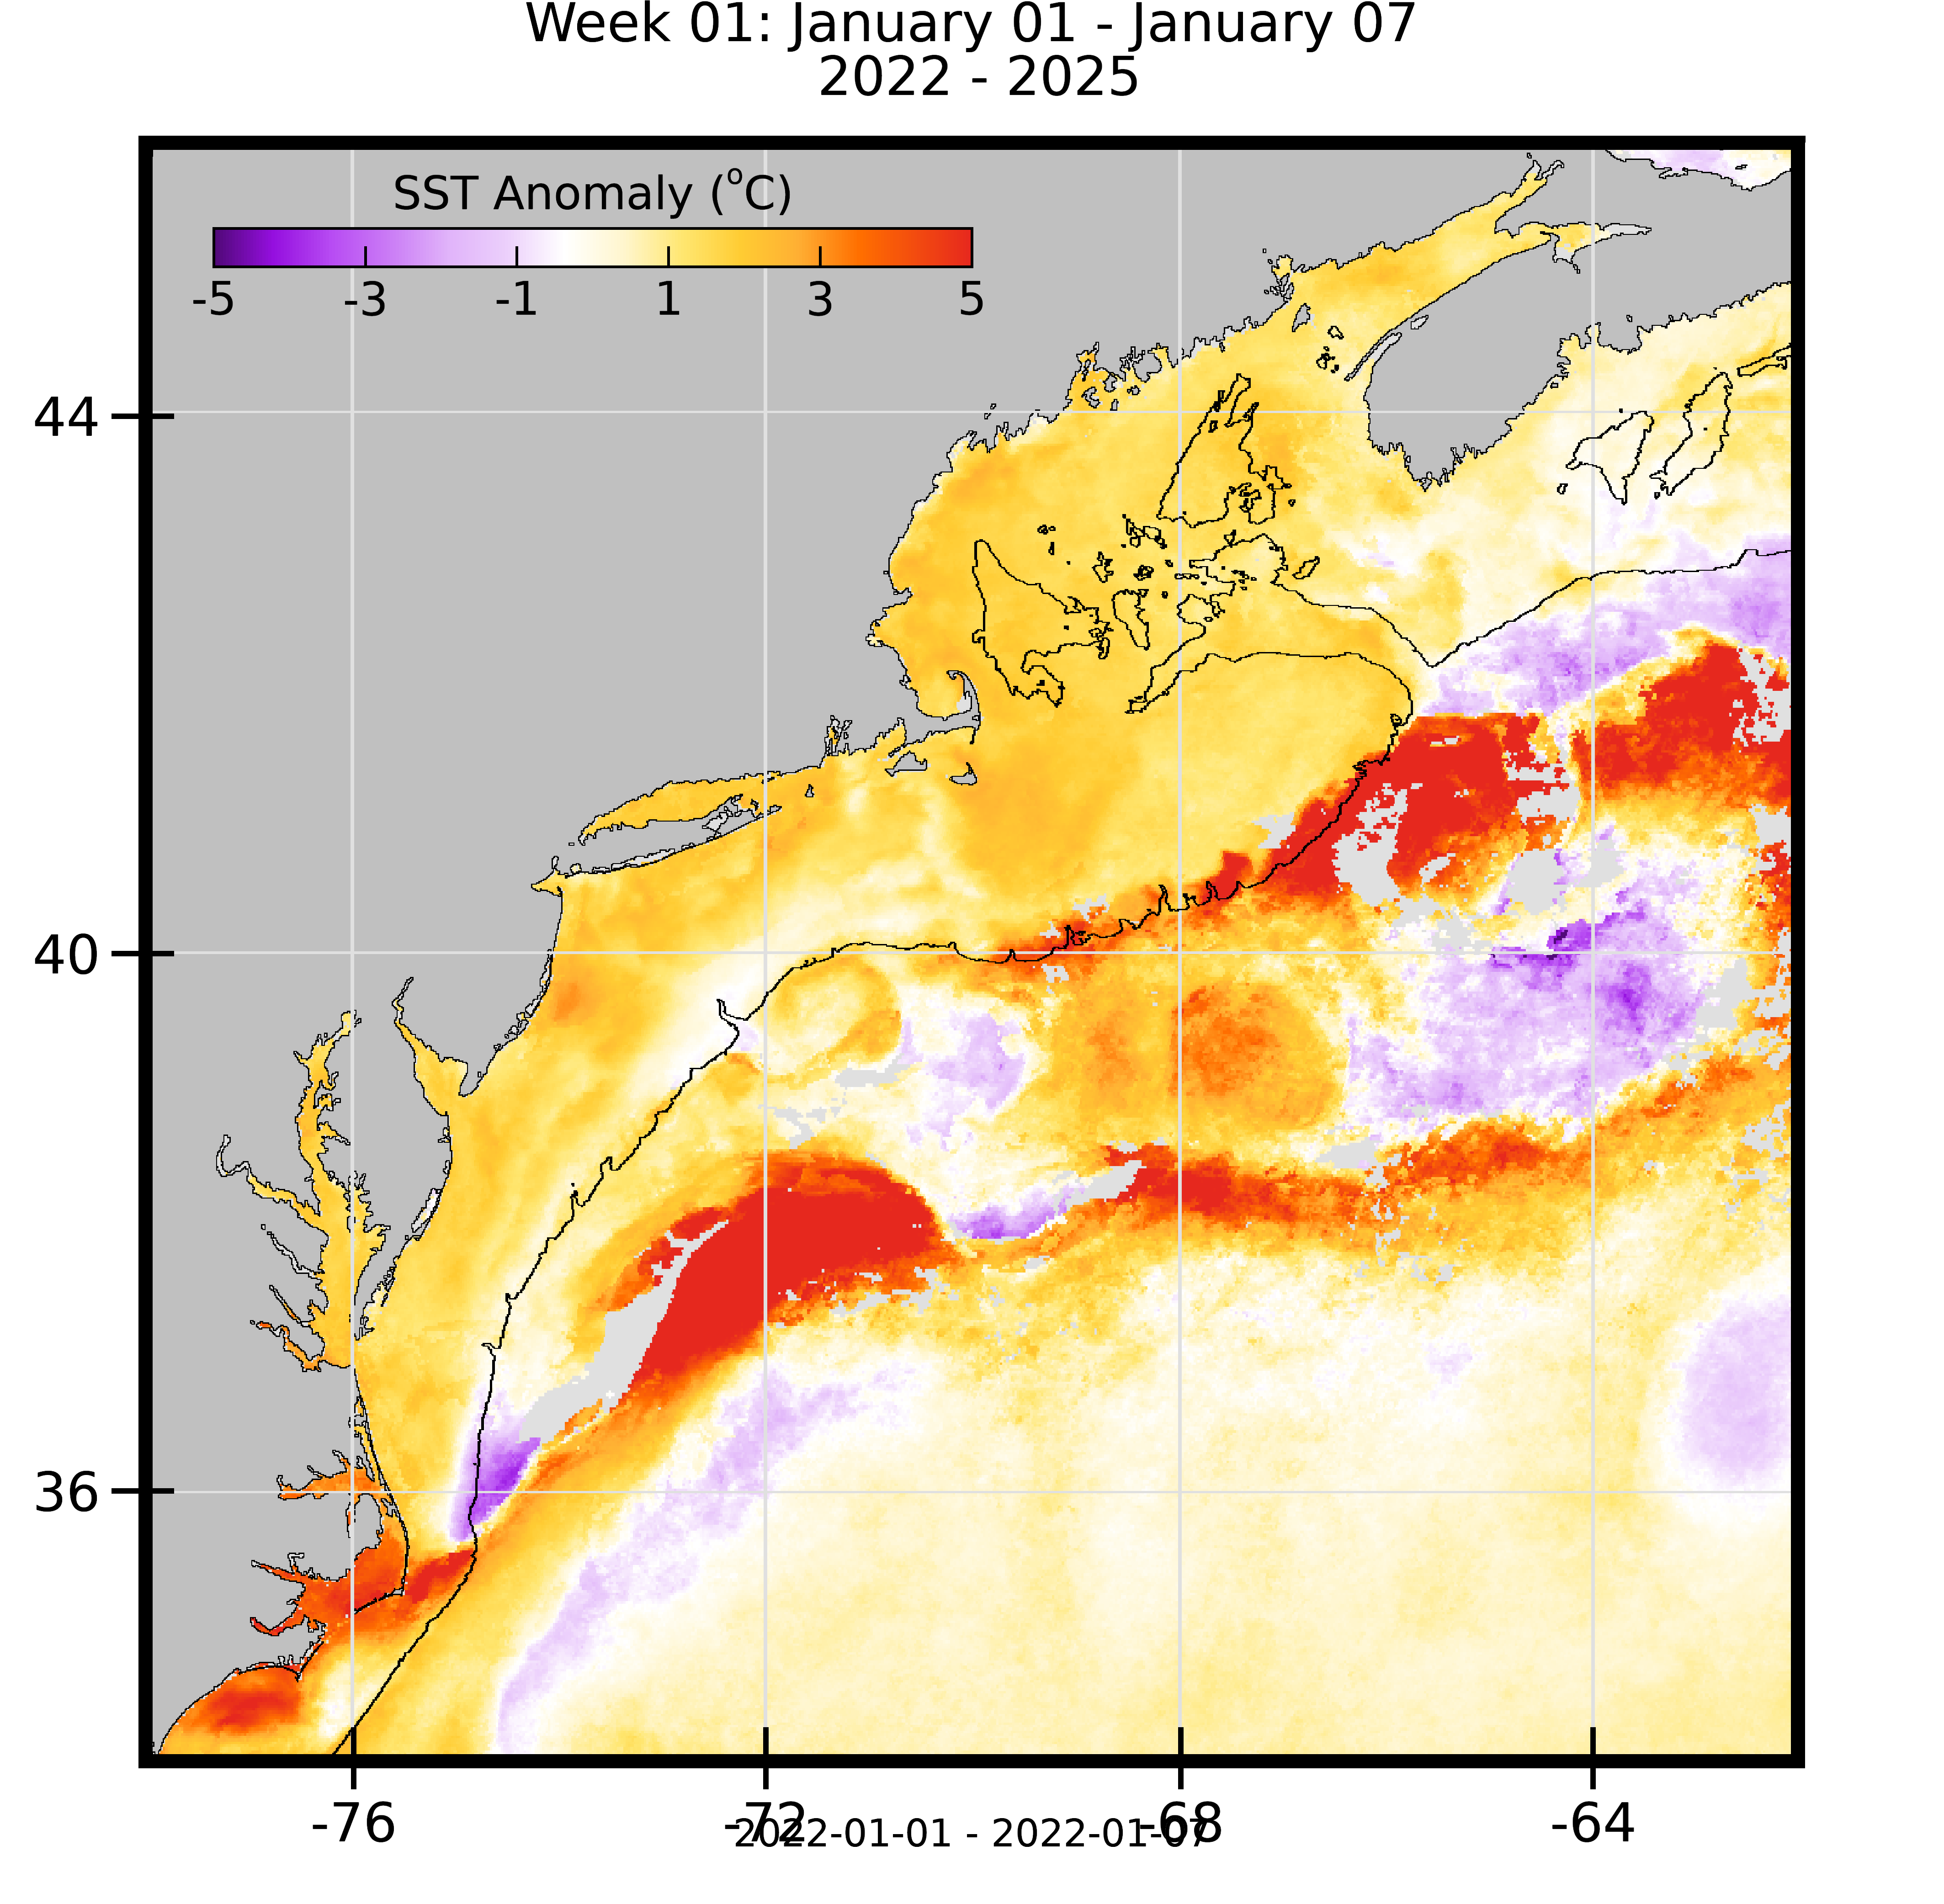 Week 01: January 01 - January 07
2022 - 2025
SST Anomaly (°C)
-5 -3 -1 1 3 5
44
40
36
-76 -72 -68 -64
2022-01-01 - 2022-01-07